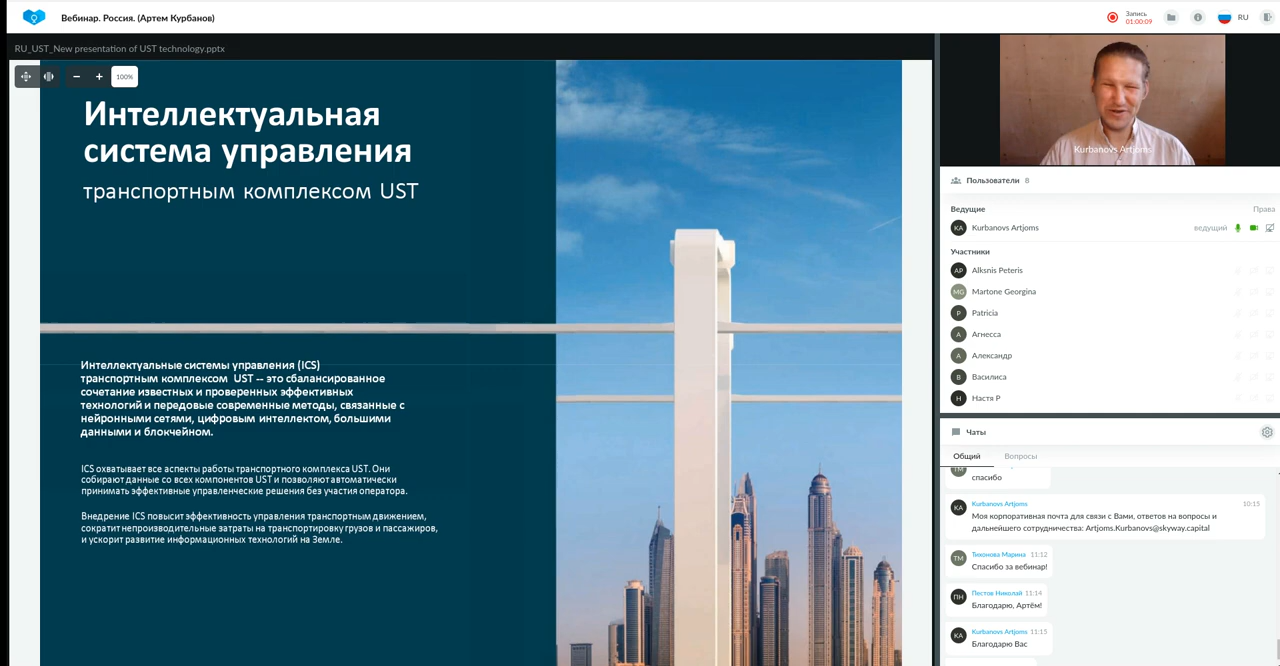 Вебинар. Россия. (Артем Курбанов)
Запись
01:00:09
RU
RU_UST_New presentation of UST technology.pptx
100%
Интеллектуальная
система управления
транспортным комплексом UST
Интеллектуальные системы управления (ICS)
транспортным комплексом UST -- это сбалансированное
сочетание известных и проверенных эффективных
технологий и передовые современные методы, связанные с
нейронными сетями, цифровым интеллектом, большими
данными и блокчейном.
ICS охватывает все аспекты работы транспортного комплекса UST. Они
собирают данные со всех компонентов UST и позволяют автоматически
принимать эффективные управленческие решения без участия оператора.
Внедрение ICS повысит эффективность управления транспортным движением,
сократит непроизводительные затраты на транспортировку грузов и пассажиров,
и ускорит развитие информационных технологий на Земле.
Kurbanovs Artjoms
Пользователи 8
Ведущие Права
KA Kurbanovs Artjoms ведущий
Участники
AP Alksnis Peteris
MG Martone Georgina
P Patricia
А Агнесса
А Александр
В Василиса
Н Настя Р
Чаты
Общий Вопросы
ТМ
спасибо
Kurbanovs Artjoms 10:15
KA
Моя корпоративная почта для связи с Вами, ответов на вопросы и
дальнейшего сотрудничества: Artjoms.Kurbanovs@skyway.capital
Тихонова Марина 11:12
ТМ
Спасибо за вебинар!
Постов Николай 11:14
ПН
Благодарю, Артём!
Kurbanovs Artjoms 11:15
KA
Благодарю Вас